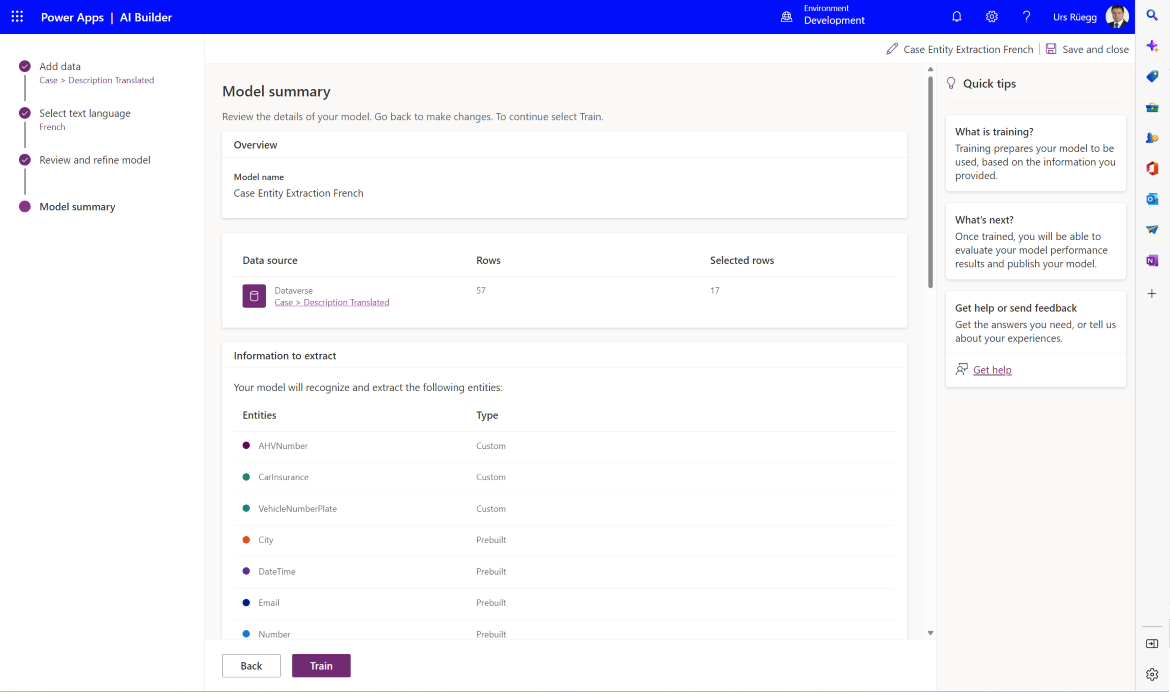 Power Apps | AI Builder
Environment
Development
?
Urs Rüegg
Case Entity Extraction French
Save and close
Add data
Case > Description Translated
Select text language
French
Review and refine model
Model summary
Model summary
Review the details of your model. Go back to make changes. To continue select Train.
Overview
Model name
Case Entity Extraction French
Data source Rows Selected rows
Dataverse
Case > Description Translated
57 17
Information to extract
Your model will recognize and extract the following entities:
Entities Type
AHVNumber Custom
CarInsurance Custom
VehicleNumberPlate Custom
City Prebuilt
DateTime Prebuilt
Email Prebuilt
Number Prebuilt
Back
Train
Quick tips
What is training?
Training prepares your model to be
used, based on the information you
provided.
What's next?
Once trained, you will be able to
evaluate your model performance
results and publish your model.
Get help or send feedback
Get the answers you need, or tell us
about your experiences.
Get help